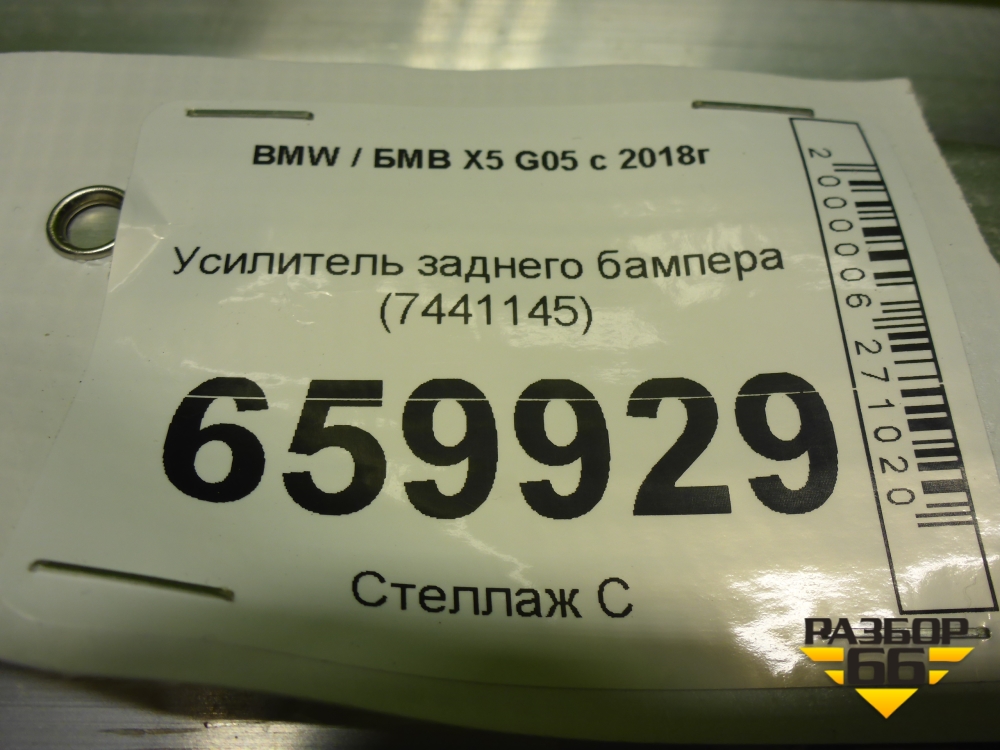 BMW / БМВ X5 G05 с 2018г
Усилитель заднего бампера
(7441145)
659929
Стеллаж С
2000006271020
РАЗБОР
66